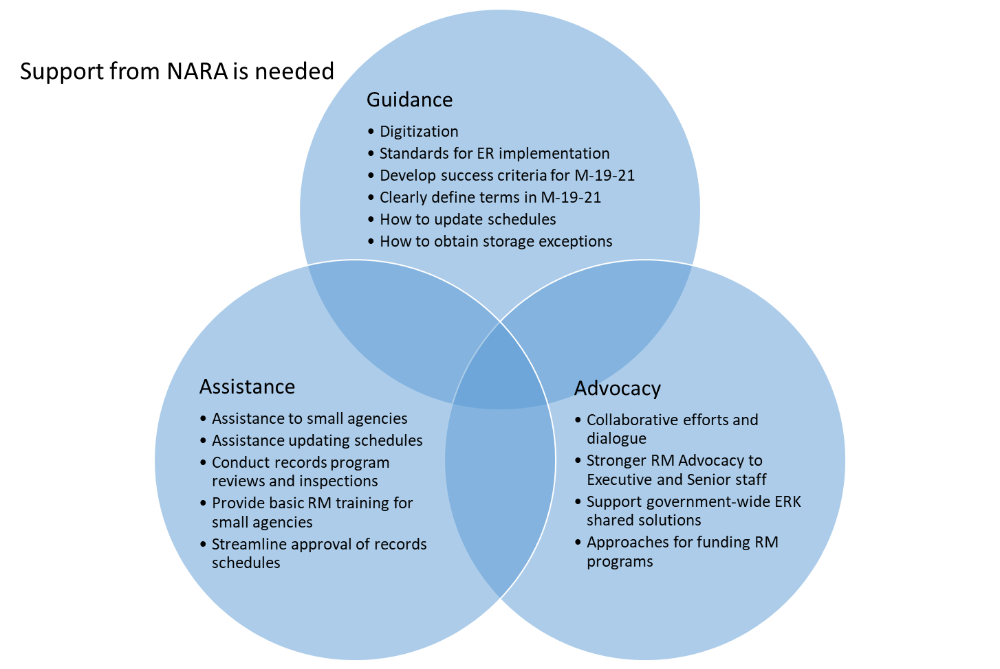 Support from NARA is needed
Guidance
• Digitization
• Standards for ER implementation
• Develop success criteria for M-19-21
• Clearly define terms in M-19-21
• How to update schedules
• How to obtain storage exceptions
Assistance
• Assistance to small agencies
• Assistance updating schedules
• Conduct records program
reviews and inspections
• Provide basic RM training for
small agencies
• Streamline approval of records
schedules
Advocacy
• Collaborative efforts and
dialogue
• Stronger RM Advocacy to
Executive and Senior staff
• Support government-wide ERK
shared solutions
• Approaches for funding RM
programs